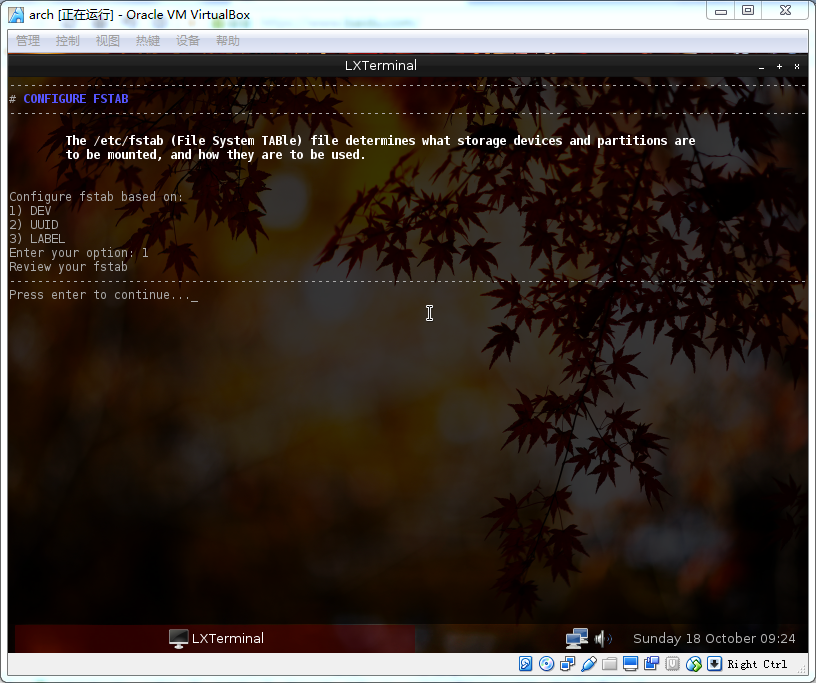 arch [正在运行] - Oracle VM VirtualBox
管理 控制 视图 热键 设备 帮助
LXTerminal
# CONFIGURE FSTAB
The /etc/fstab (File System TABle) file determines what storage devices and partitions are
to be mounted, and how they are to be used.
Configure fstab based on:
1) DEV
2) UUID
3) LABEL
Enter your option: 1
Review your fstab
Press enter to continue..._
LXTerminal
Sunday 18 October 09:24
Right Ctrl